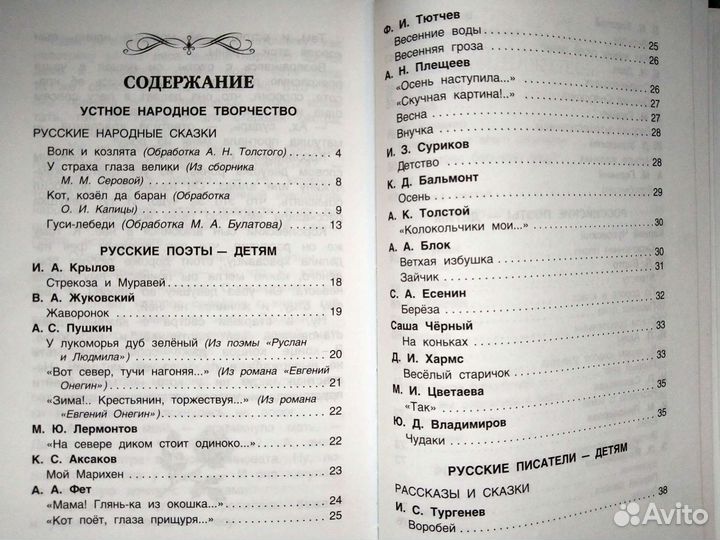 СОДЕРЖАНИЕ
УСТНОЕ НАРОДНОЕ ТВОРЧЕСТВО
РУССКИЕ НАРОДНЫЕ СКАЗКИ
Волк и козлята (Обработка А. Н. Толстого) 4
У страха глаза велики (Из сборника
М. М. Серовой) 8
Кот, козёл да баран (Обработка
О. И. Капицы) 9
Гуси-лебеди (Обработка М. А. Булатова) 13
РУССКИЕ ПОЭТЫ — ДЕТЯМ
И. А. Крылов
Стрекоза и Муравей 18
В. А. Жуковский
Жаворонок 19
А. С. Пушкин
У лукоморья дуб зелёный (Из поэмы «Руслан
и Людмила») 20
«Вот север, тучи нагоняя...» (Из романа «Евгений
Онегин») 21
«Зима!.. Крестьянин, торжествуя...» (Из романа
«Евгений Онегин») 22
М. Ю. Лермонтов
«На севере диком стоит одиноко...» 22
К. С. Аксаков
Мой Марихен 23
А. А. Фет
«Мама! Глянь-ка из окошка...» 24
«Кот поёт, глаза прищуря...» 25
Ф. И. Тютчев
Весенние воды 25
Весенняя гроза 26
А. Н. Плещеев
«Осень наступила...» 26
«Скучная картина!..» 27
Весна 27
Внучка 28
И. З. Суриков
Детство 28
К. Д. Бальмонт
Осень 29
А. К. Толстой
«Колокольчики мои...» 30
А. А. Блок
Ветхая избушка 30
Зайчик 31
С. А. Есенин
Берёза 32
Саша Чёрный
На коньках 33
Д. И. Хармс
Весёлый старичок 33
М. И. Цветаева
«Так» 35
Ю. Д. Владимиров
Чудаки 35
РУССКИЕ ПИСАТЕЛИ — ДЕТЯМ
РАССКАЗЫ И СКАЗКИ
И. С. Тургенев
Воробей 38
Avito